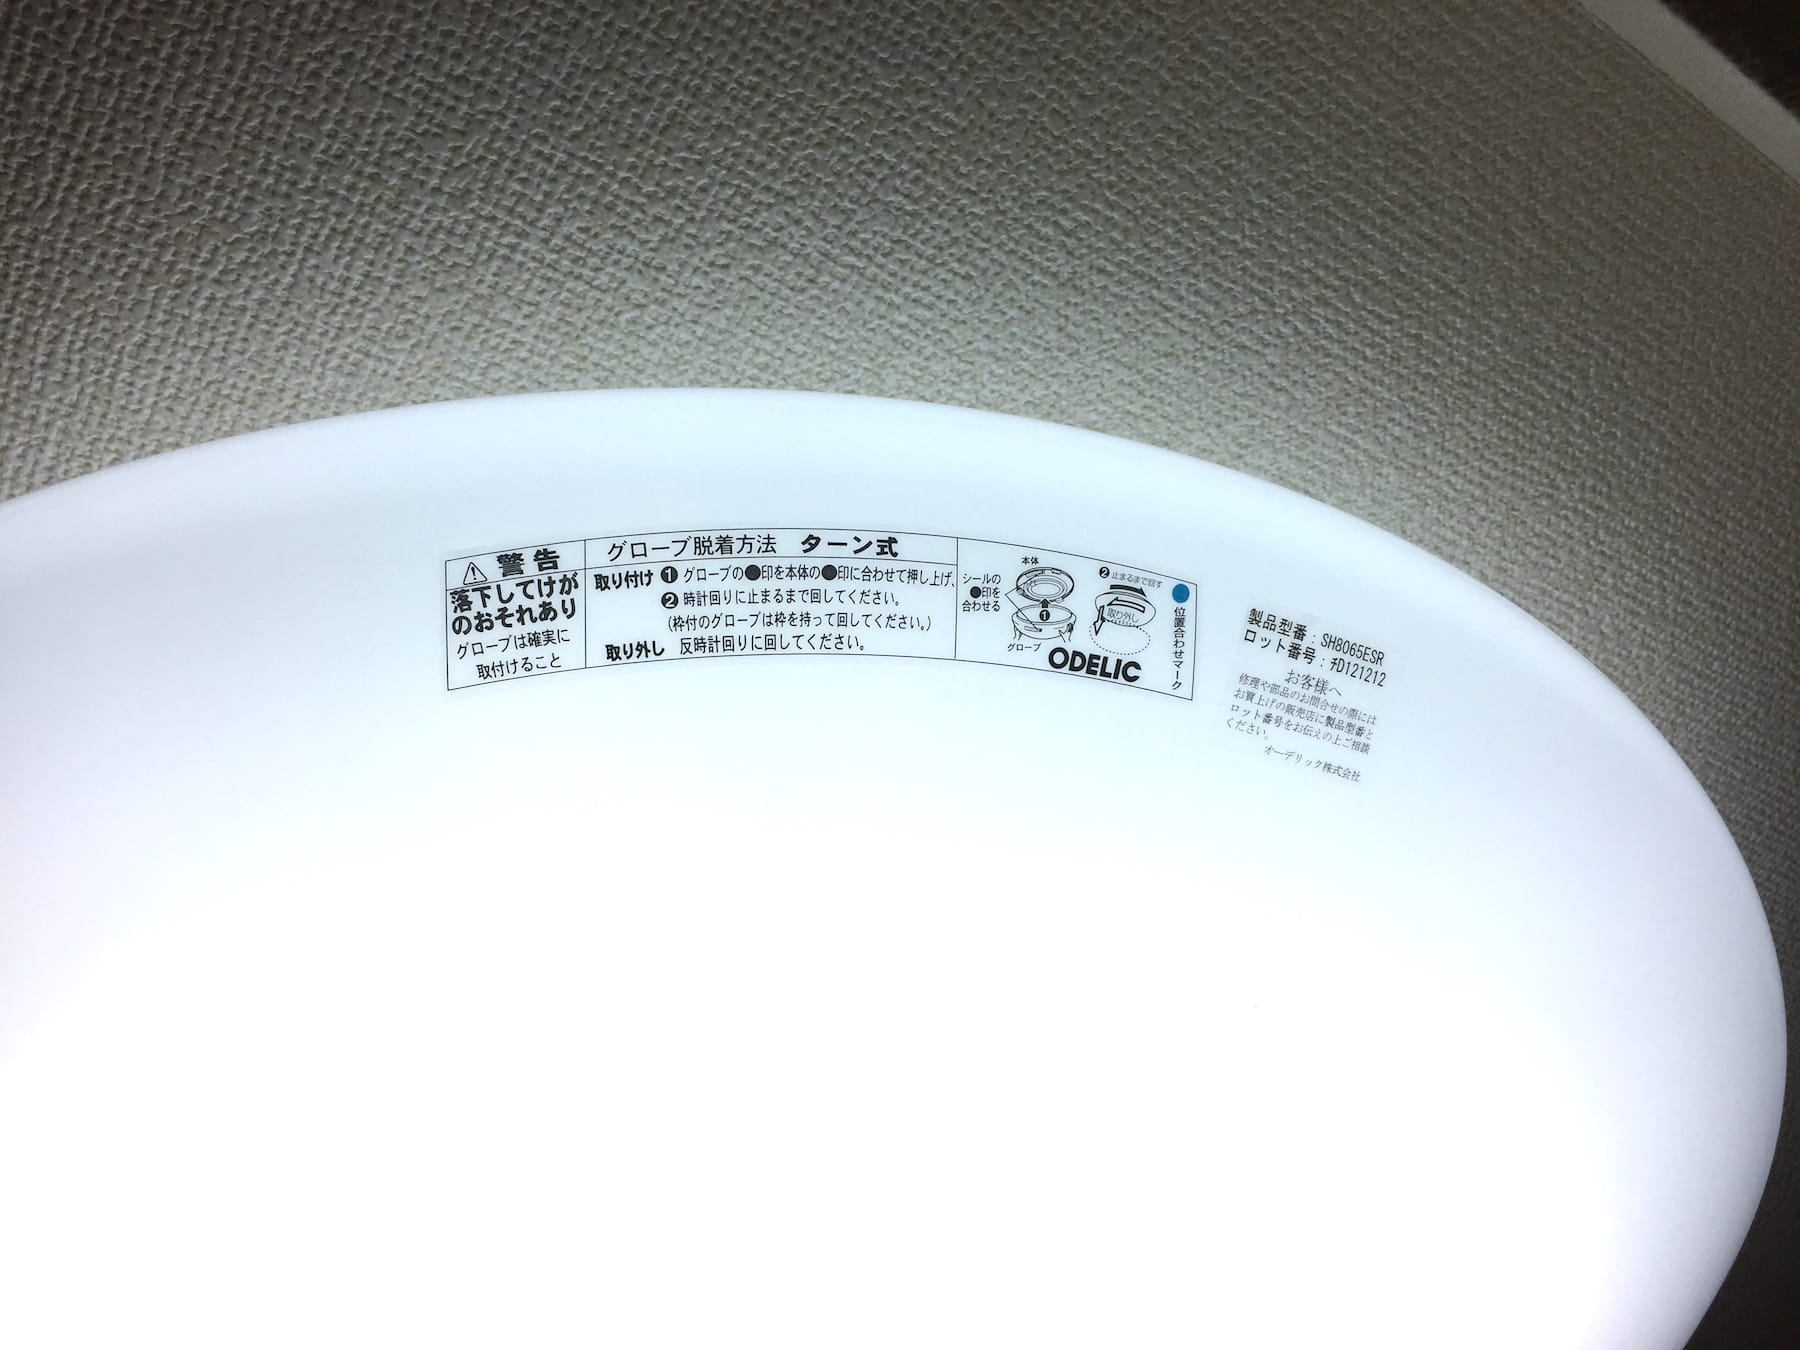 警告
落下してけが
のおそれあり
グローブは確実に
取付けること
グローブ脱着方法 ターン式
取り付け ❶ グローブの●印を本体の●印に合わせて押し上げ、
❷ 時計回りに止まるまで回してください。
(枠付のグローブは枠を持って回してください。)
取り外し 反時計回りに回してください。
シールの
●印を
合わせる
本体
❶
グローブ
❷ 止まるまで回す
取り外し
ODELIC
位置合わせマーク
製品型番：SH8065ESR
ロット番号：ﾁD121212
お客様へ
修理や部品のお問合せの際には
お買上げの販売店に製品型番と
ロット番号をお伝えの上ご相談
ください。
オーデリック株式会社